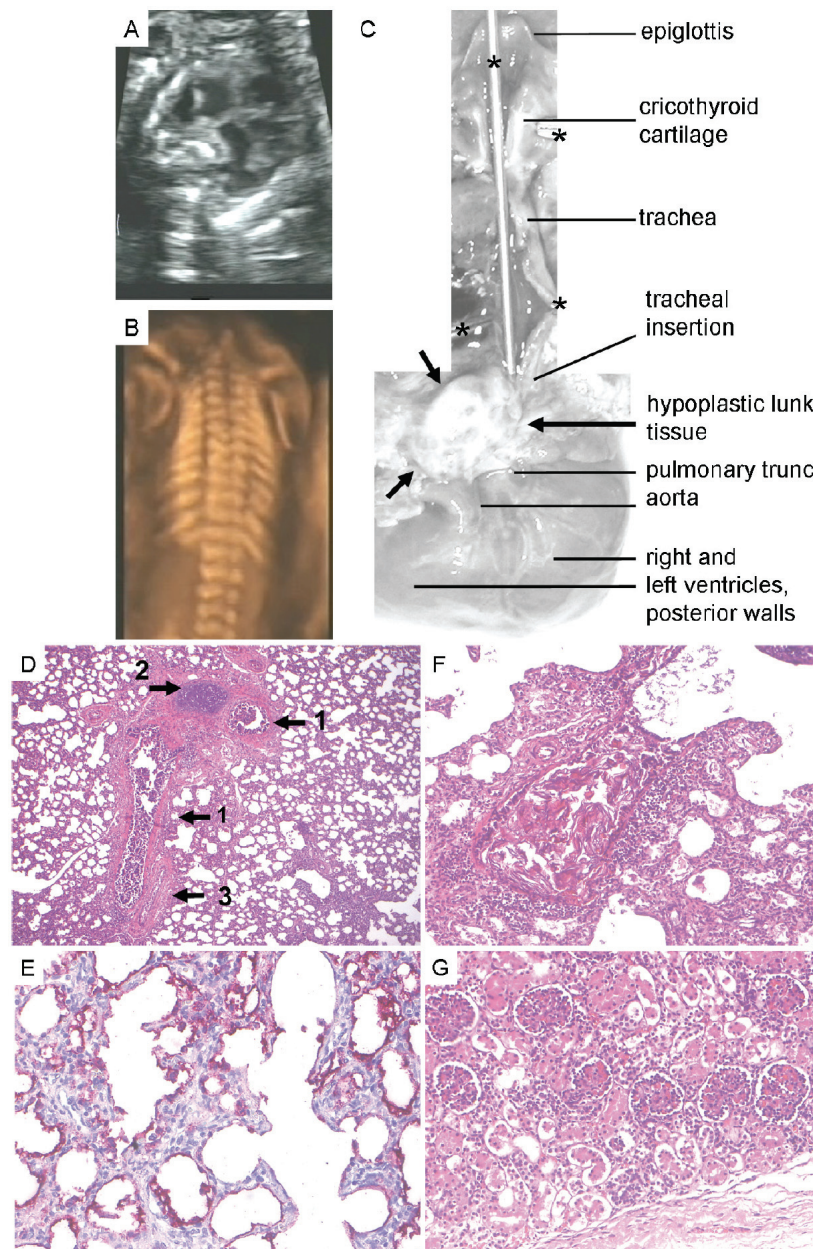 A
B
C
epiglottis
*
cricothyroid
cartilage
*
trachea
*
*
tracheal
insertion
hypoplastic lunk
tissue
pulmonary trunc
aorta
right and
left ventricles,
posterior walls
D
2
1
1
3
E
F
G